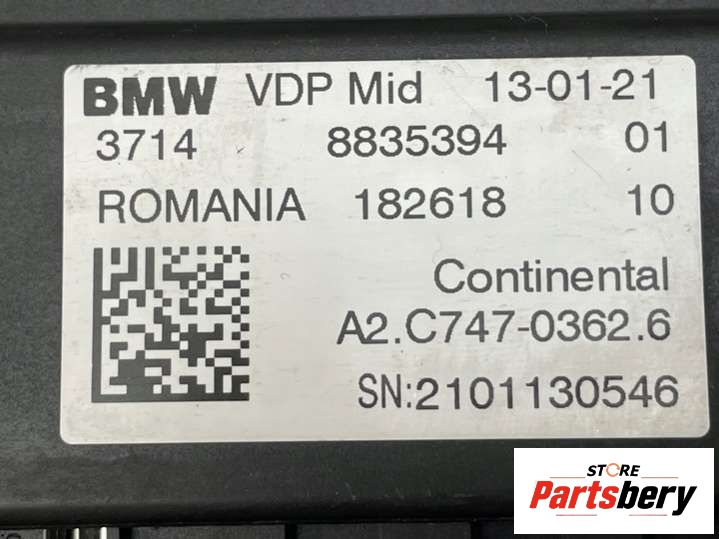 BMW VDP Mid 13-01-21
3714 8835394 01
ROMANIA 182618 10
Continental
A2.C747-0362.6
SN:2101130546
STORE
Partsbery